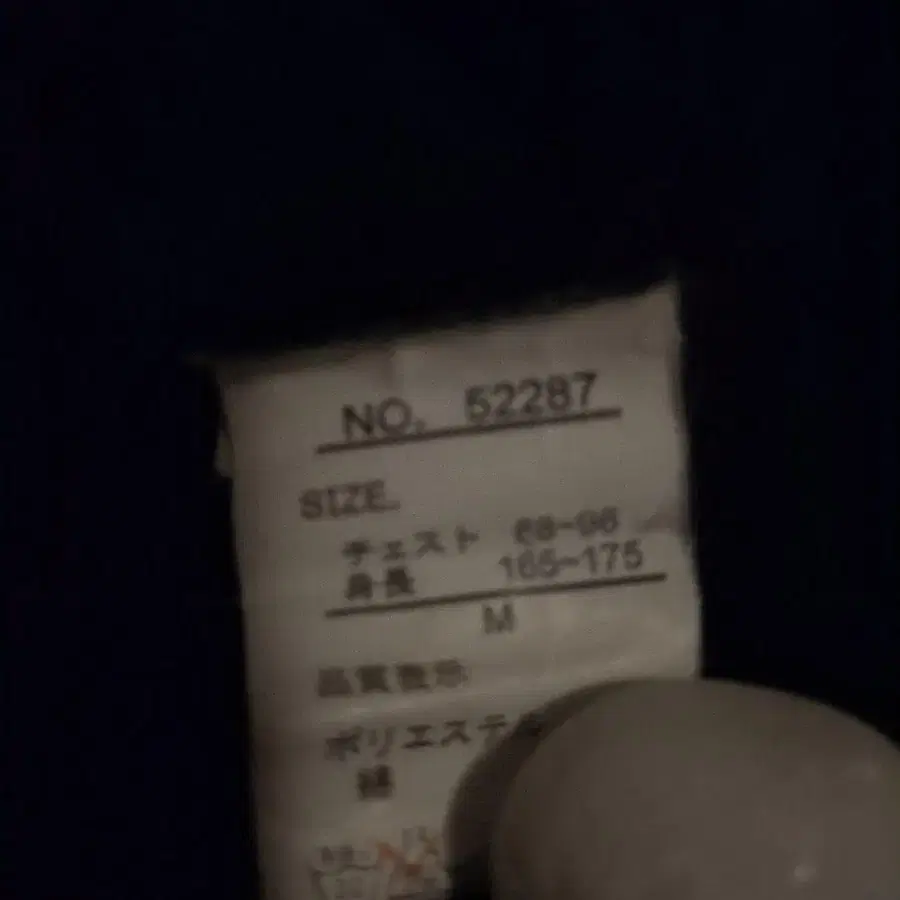 NO. 52287
SIZE.
チェスト 88-96
身長 165-175
M
品質表示
ポリエステル
綿